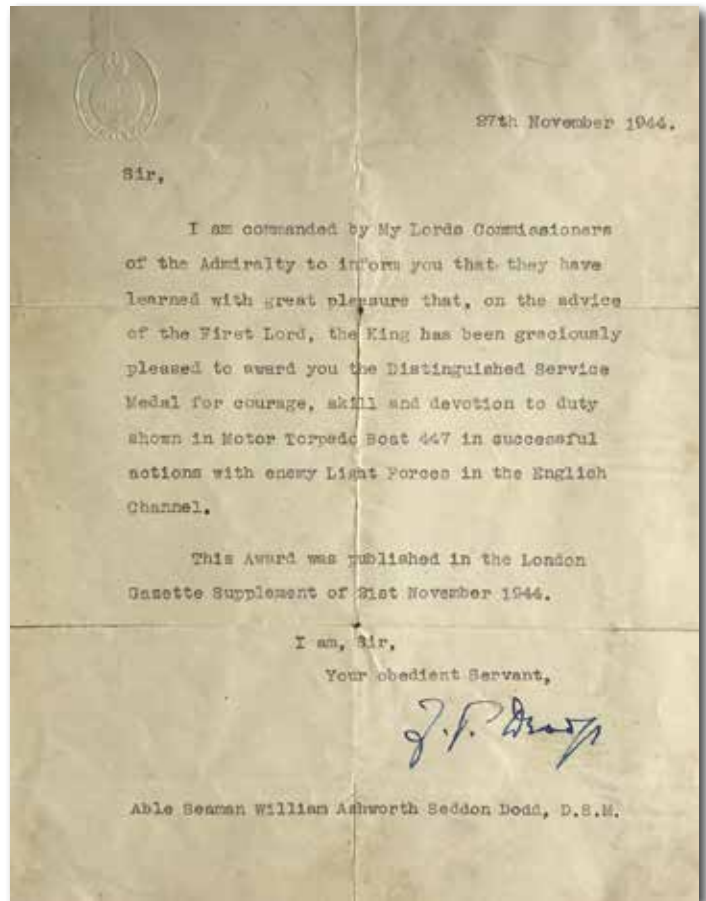 27th November 1944.
Sir,
I am commanded by My Lords Commissioners
of the Admiralty to inform you that they have
learned with great pleasure that, on the advice
of the First Lord, the King has been graciously
pleased to award you the Distinguished Service
Medal for courage, skill and devotion to duty
shown in Motor Torpedo Boat 447 in successful
actions with enemy Light Forces in the English
Channel.
This Award was published in the London
Gazette Supplement of 21st November 1944.
I am, Sir,
Your obedient Servant,
Able Seaman William Ashworth Seddon Dodd, D.S.M.